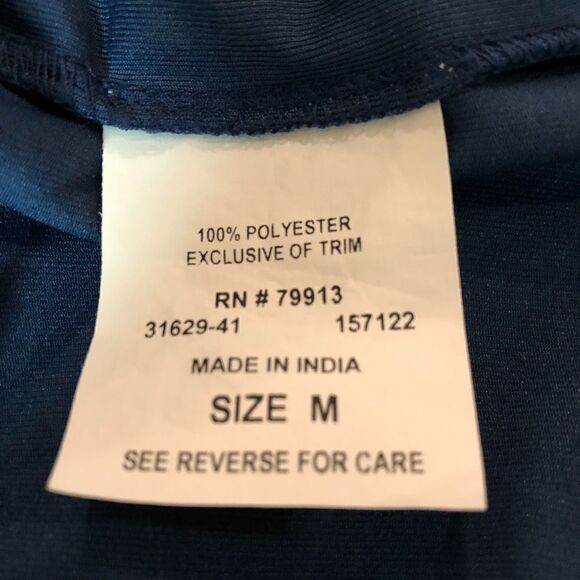 100% POLYESTER
EXCLUSIVE OF TRIM
RN # 79913
31629-41 157122
MADE IN INDIA
SIZE M
SEE REVERSE FOR CARE